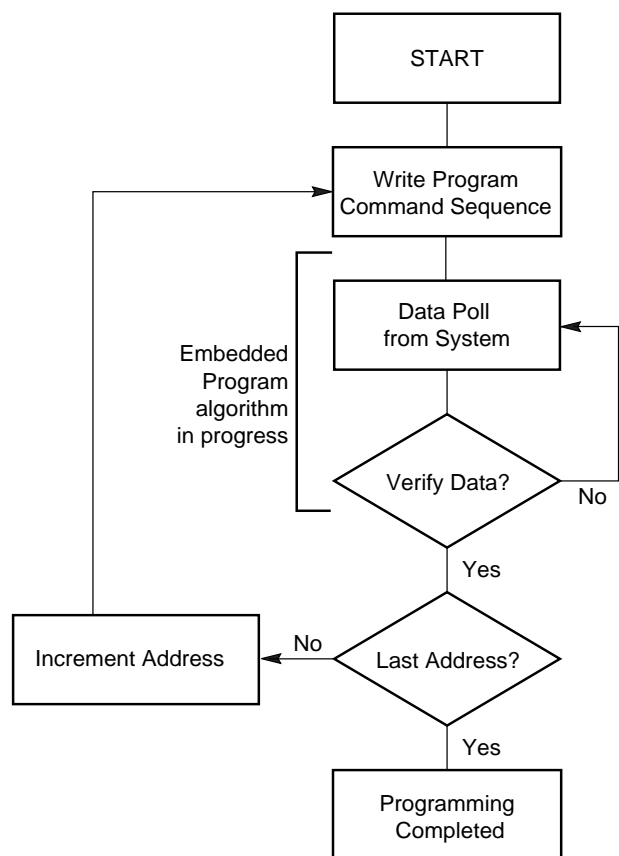 START
Write Program
Command Sequence
Data Poll
from System
Embedded
Program
algorithm
in progress
Verify Data?
No
Yes
Increment Address
No
Last Address?
Yes
Programming
Completed